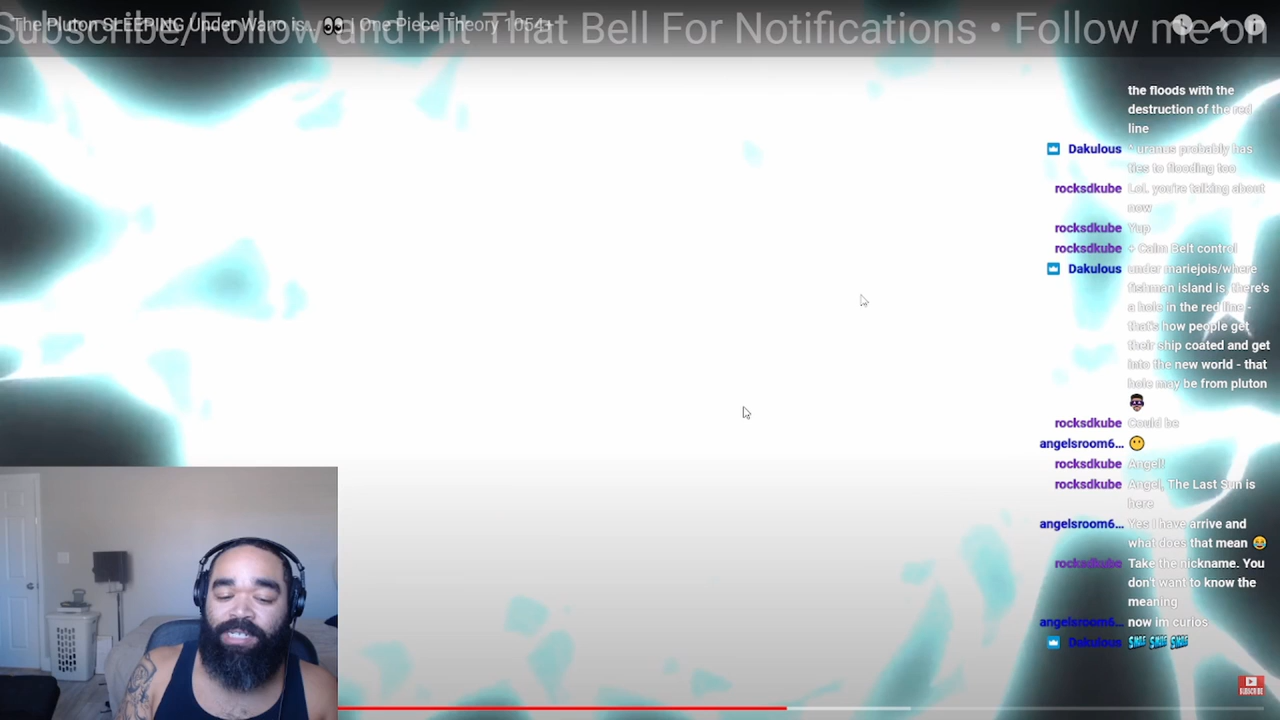 The Pluton SLEEPING Under Wano is... 👀 | One Piece Theory 1054+
Subscribe/Follow and Hit That Bell For Notifications • Follow me on
the floods with the
destruction of the red
line
Dakulous ^ uranus probably has
ties to flooding too
rocksdkube Lol. you're talking about
now
rocksdkube Yup
rocksdkube + Calm Belt control
Dakulous under mariejois/where
fishman island is, there's
a hole in the red line -
that's how people get
their ship coated and get
into the new world - that
hole may be from pluton
rocksdkube Could be
angelsroom6... 😶
rocksdkube Angel!
rocksdkube Angel, The Last Sun is
here
angelsroom6... Yes I have arrive and
what does that mean 😂
rocksdkube Take the nickname. You
don't want to know the
meaning
angelsroom6... now im curios
Dakulous